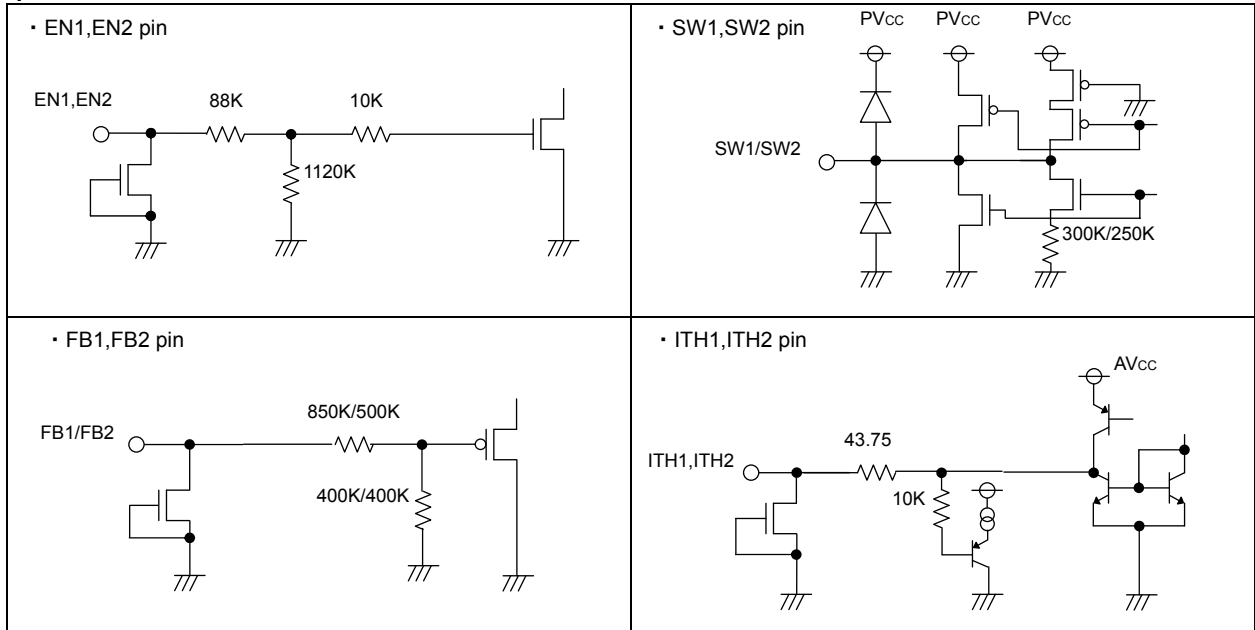 ・EN1,EN2 pin
EN1,EN2
88K
10K
1120K
・SW1,SW2 pin
PVcc PVcc PVcc
SW1/SW2
300K/250K
・FB1,FB2 pin
850K/500K
FB1/FB2
400K/400K
・ITH1,ITH2 pin
AVcc
43.75
ITH1,ITH2
10K